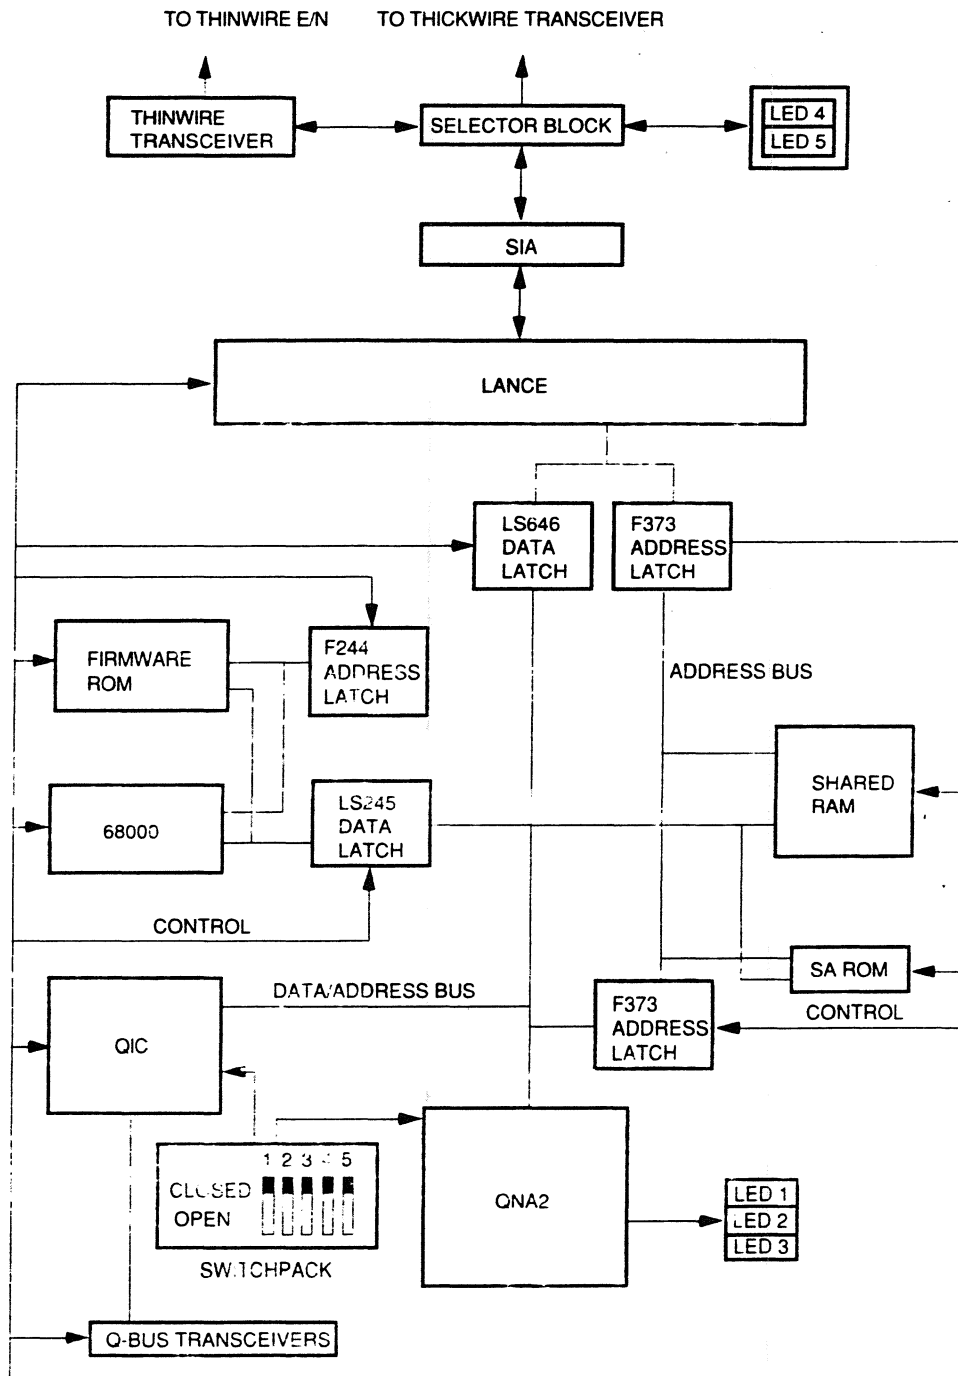 TO THINWIRE E/N
TO THICKWIRE TRANSCEIVER
THINWIRE
TRANSCEIVER
SELECTOR BLOCK
LED 4
LED 5
SIA
LANCE
LS646
DATA
LATCH
F373
ADDRESS
LATCH
FIRMWARE
ROM
F244
ADDRESS
LATCH
ADDRESS BUS
68000
LS245
DATA
LATCH
SHARED
RAM
CONTROL
SA ROM
QIC
DATA/ADDRESS BUS
F373
ADDRESS
LATCH
CONTROL
1 2 3 4 5
CLOSED
OPEN
SWITCHPACK
QNA2
LED 1
LED 2
LED 3
Q-BUS TRANSCEIVERS